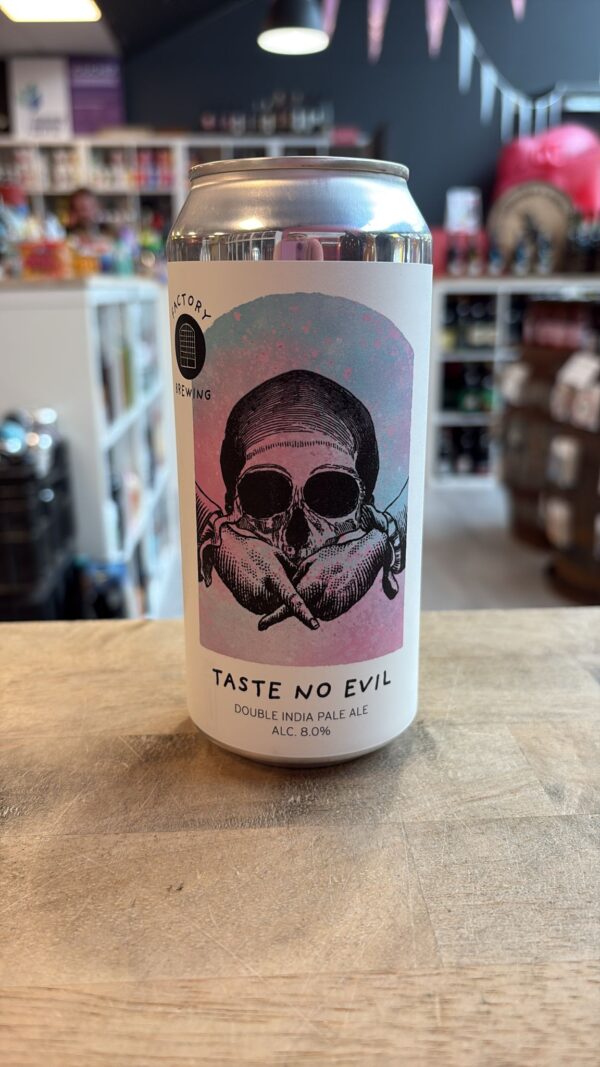 FACTORY
BREWING
TASTE NO EVIL
DOUBLE INDIA PALE ALE
ALC. 8.0%